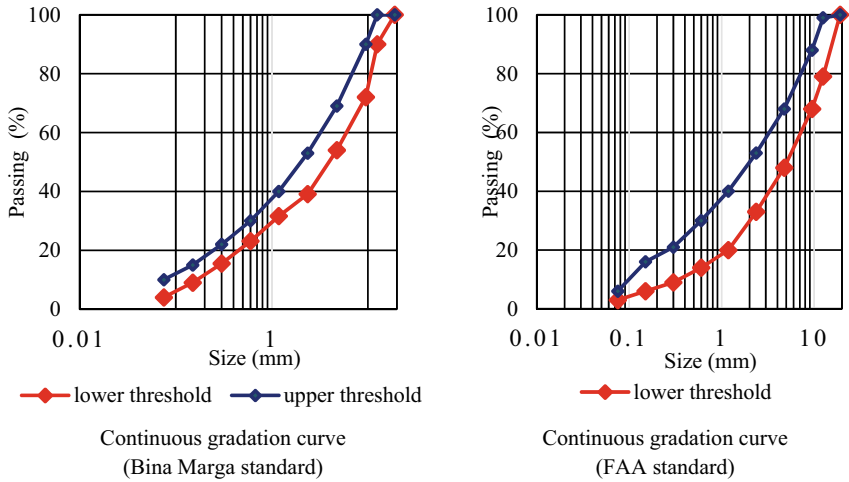 100
80
60
40
20
0
Passing (%)
0.01
1
Size (mm)
lower threshold
upper threshold
Continuous gradation curve
(Bina Marga standard)
100
80
60
40
20
0
Passing (%)
0.01
0.1
1
10
Size (mm)
lower threshold
Continuous gradation curve
(FAA standard)